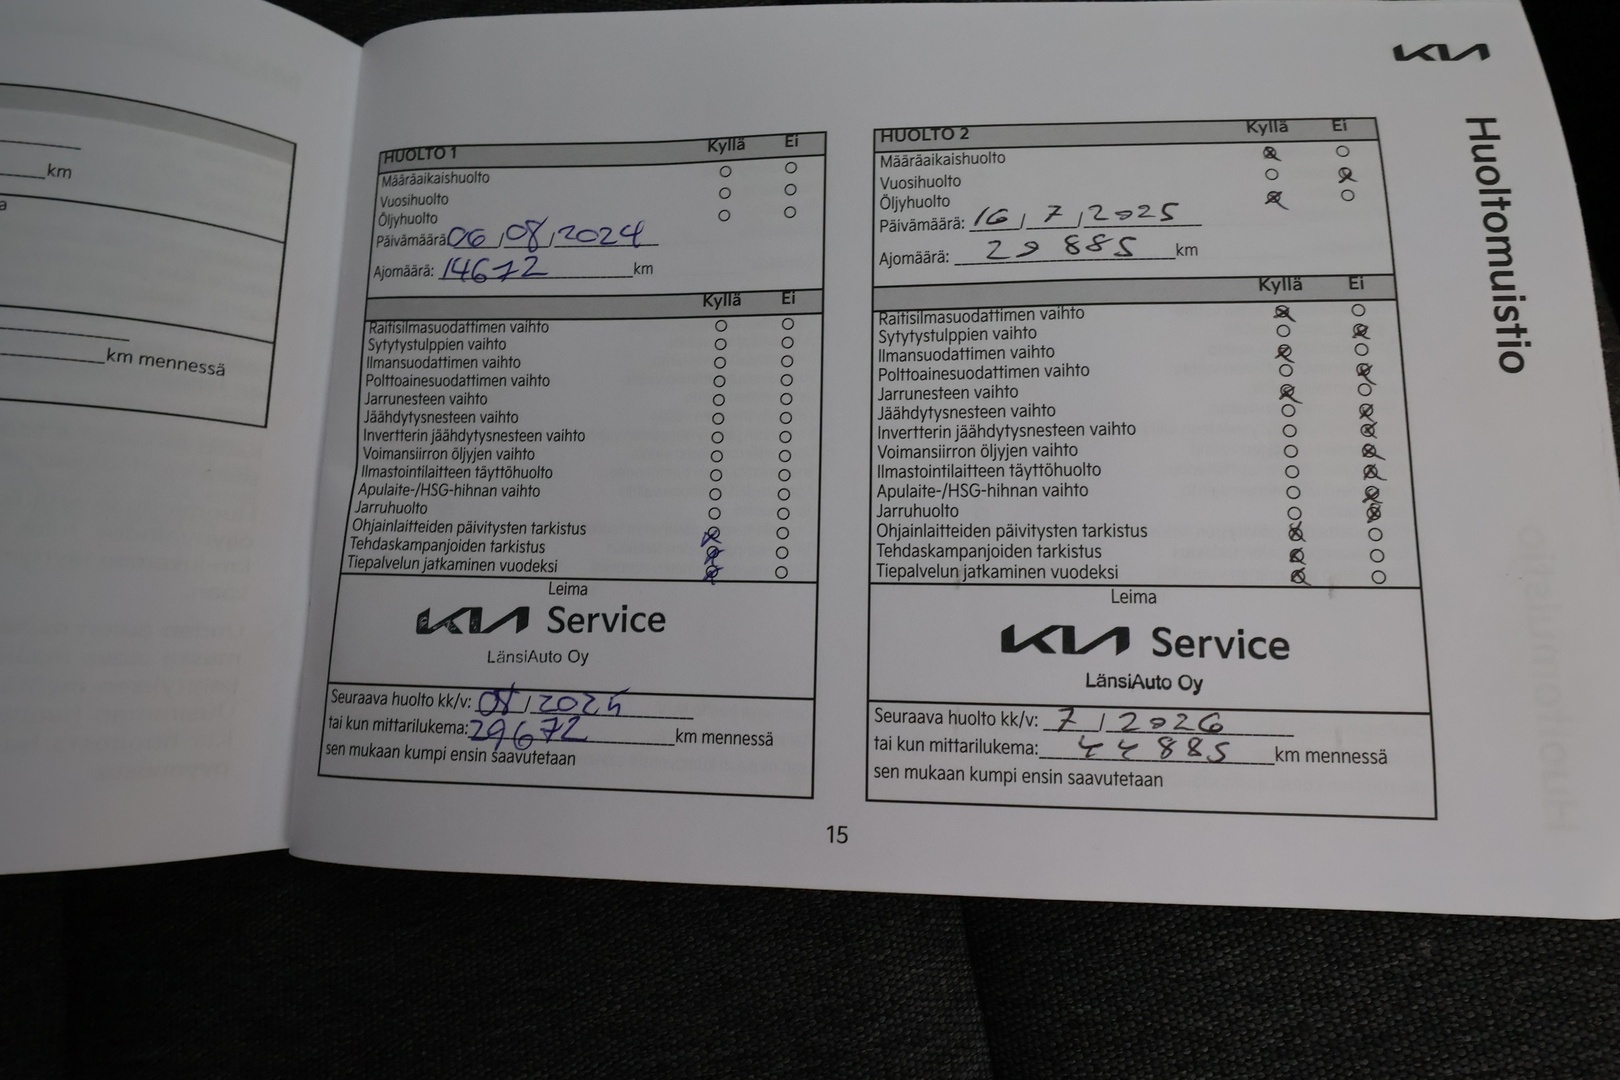 km
a
km mennessä
KIA
Huoltomuistio
HUOLTO 1 Kyllä Ei
Määräaikaishuolto
Vuosihuolto
Öljyhuolto
Päivämäärä: 06/08/2024
Ajomäärä: 14672 km
Kyllä Ei
Raitisilmasuodattimen vaihto
Sytytystulppien vaihto
Ilmansuodattimen vaihto
Polttoainesuodattimen vaihto
Jarrunesteen vaihto
Jäähdytysnesteen vaihto
Invertterin jäähdytysnesteen vaihto
Voimansiirron öljyjen vaihto
Ilmastointilaitteen täyttöhuolto
Apulaite-/HSG-hihnan vaihto
Jarruhuolto
Ohjainlaitteiden päivitysten tarkistus
Tehdaskampanjoiden tarkistus
Tiepalvelun jatkaminen vuodeksi
Leima
KIA Service
LänsiAuto Oy
Seuraava huolto kk/v: 08/2025
tai kun mittarilukema: 29672 km mennessä
sen mukaan kumpi ensin saavutetaan
HUOLTO 2 Kyllä Ei
Määräaikaishuolto
Vuosihuolto
Öljyhuolto
Päivämäärä: 16/7/2025
Ajomäärä: 29885 km
Kyllä Ei
Raitisilmasuodattimen vaihto
Sytytystulppien vaihto
Ilmansuodattimen vaihto
Polttoainesuodattimen vaihto
Jarrunesteen vaihto
Jäähdytysnesteen vaihto
Invertterin jäähdytysnesteen vaihto
Voimansiirron öljyjen vaihto
Ilmastointilaitteen täyttöhuolto
Apulaite-/HSG-hihnan vaihto
Jarruhuolto
Ohjainlaitteiden päivitysten tarkistus
Tehdaskampanjoiden tarkistus
Tiepalvelun jatkaminen vuodeksi
Leima
KIA Service
LänsiAuto Oy
Seuraava huolto kk/v: 7/2026
tai kun mittarilukema: 44885 km mennessä
sen mukaan kumpi ensin saavutetaan
15